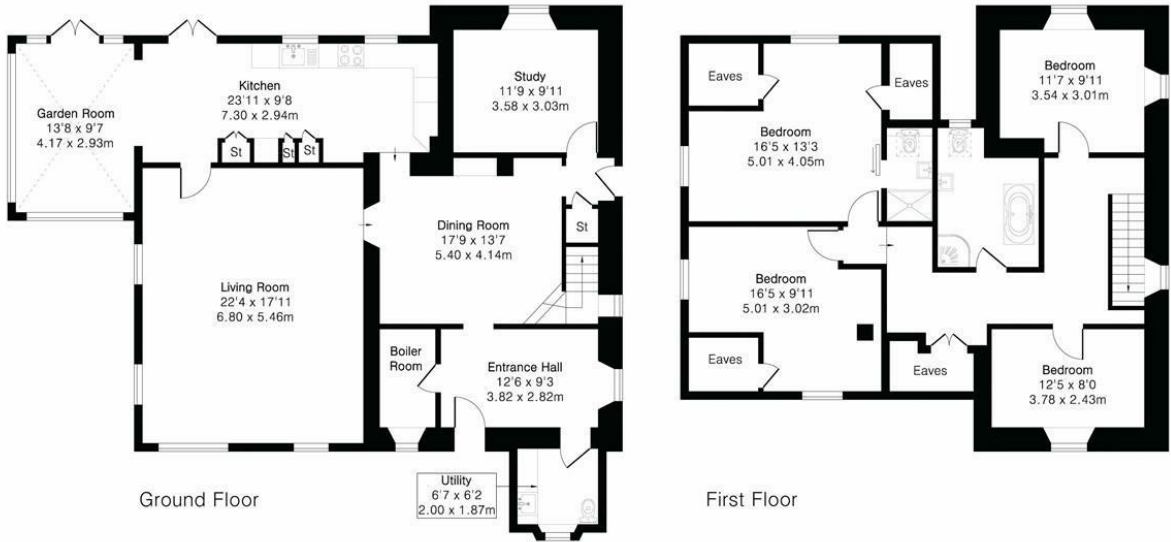 Garden Room
13'8 x 9'7
4.17 x 2.93m
Kitchen
23'11 x 9'8
7.30 x 2.94m
St
St
St
Study
11'9 x 9'11
3.58 x 3.03m
Dining Room
17'9 x 13'7
5.40 x 4.14m
St
Living Room
22'4 x 17'11
6.80 x 5.46m
Boiler
Room
Entrance Hall
12'6 x 9'3
3.82 x 2.82m
Utility
6'7 x 6'2
2.00 x 1.87m
Ground Floor
Eaves
Eaves
Bedroom
11'7 x 9'11
3.54 x 3.01m
Bedroom
16'5 x 13'3
5.01 x 4.05m
Bedroom
16'5 x 9'11
5.01 x 3.02m
Eaves
Eaves
Bedroom
12'5 x 8'0
3.78 x 2.43m
First Floor